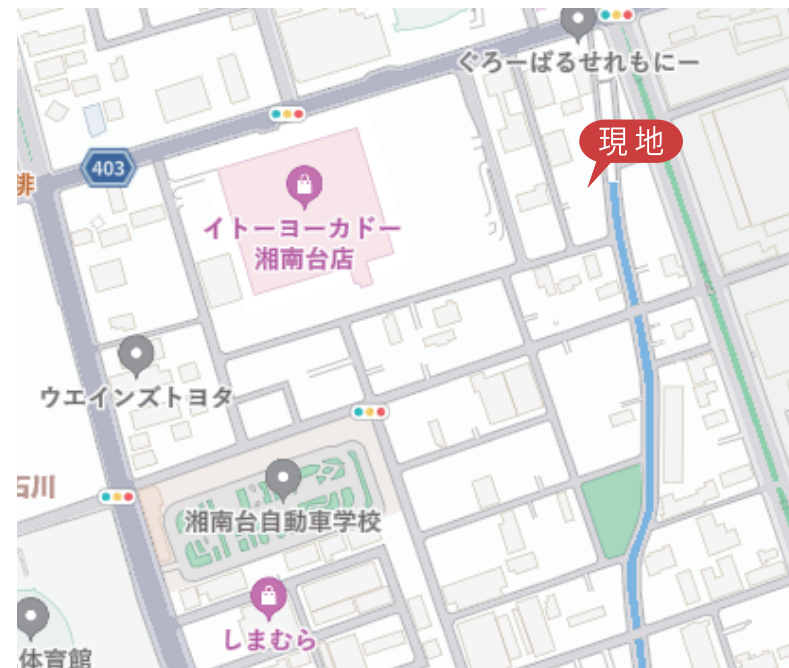 ぐろーばるせれもにー
現地
403
排
イトーヨーカドー
湘南台店
ウエインズトヨタ
石川
湘南台自動車学校
しまむら
体育館